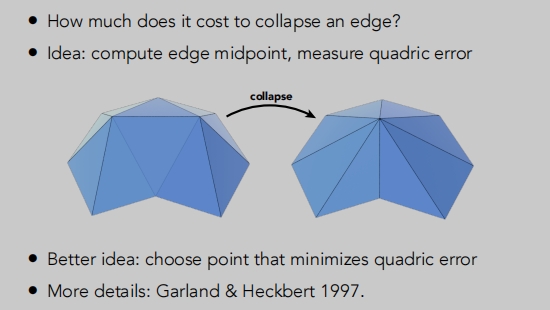 • How much does it cost to collapse an edge?
• Idea: compute edge midpoint, measure quadric error
collapse
• Better idea: choose point that minimizes quadric error
• More details: Garland & Heckbert 1997.